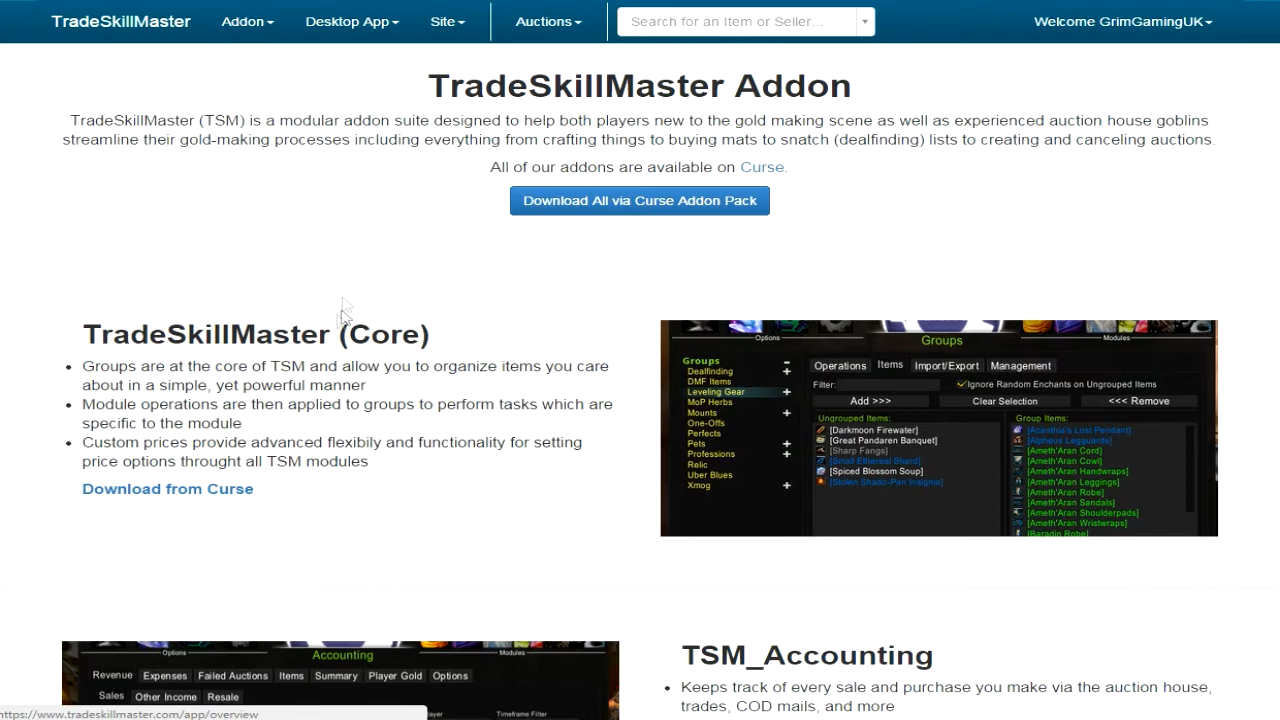 TradeSkillMaster Addon Desktop App Site Auctions Search for an Item or Seller... Welcome GrimGamingUK
TradeSkillMaster Addon
TradeSkillMaster (TSM) is a modular addon suite designed to help both players new to the gold making scene as well as experienced auction house goblins
streamline their gold-making processes including everything from crafting things to buying mats to snatch (dealfinding) lists to creating and canceling auctions.
All of our addons are available on Curse.
Download All via Curse Addon Pack
TradeSkillMaster (Core)
Groups are at the core of TSM and allow you to organize items you care
about in a simple, yet powerful manner
Module operations are then applied to groups to perform tasks which are
specific to the module
Custom prices provide advanced flexibily and functionality for setting
price options throught all TSM modules
Download from Curse
Options
Modules
Groups
Groups
Dealfinding
DMF Items
Leveling Gear
MoP Herbs
Mounts
One-Offs
Perfects
Pets
Professions
Relic
Uber Blues
Xmog
Operations Items Import/Export Management
Filter:
Ignore Random Enchants on Ungrouped Items
Add >>> Clear Selection <<< Remove
Ungrouped Items:
[Darkmoon Firewater]
[Great Pandaren Banquet]
[Sharp Fangs]
[Small Ethereal Shard]
[Spiced Blossom Soup]
[Stolen Shado-Pan Insignia]
Group Items:
[Acanthia's Lost Pendant]
[Alpheus Legguards]
[Ameth'Aran Cord]
[Ameth'Aran Cowl]
[Ameth'Aran Handwraps]
[Ameth'Aran Leggings]
[Ameth'Aran Robe]
[Ameth'Aran Sandals]
[Ameth'Aran Shoulderpads]
[Ameth'Aran Wristwraps]
[Baradin Robe]
Options
Modules
Accounting
Revenue Expenses Failed Auctions Items Summary Player Gold Options
Sales Other Income Resale
Timeframe Filter
TSM_Accounting
Keeps track of every sale and purchase you make via the auction house,
trades, COD mails, and more
https://www.tradeskillmaster.com/app/overview